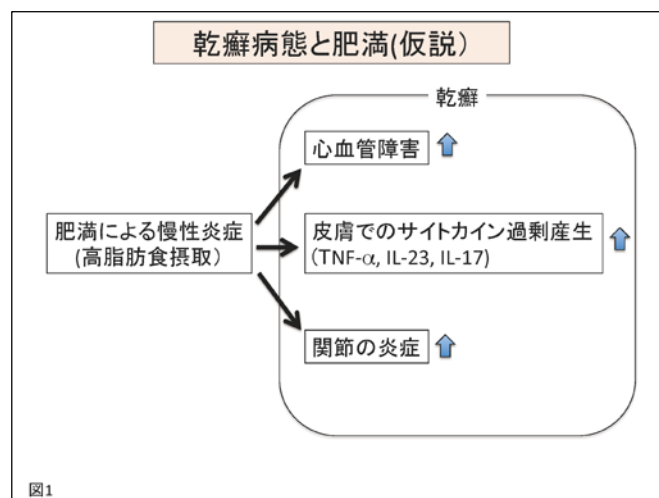 乾癬病態と肥満(仮説）
乾癬
心血管障害
肥満による慢性炎症
(高脂肪食摂取）
皮膚でのサイトカイン過剰産生
（TNF-α, IL-23, IL-17)
関節の炎症
図1